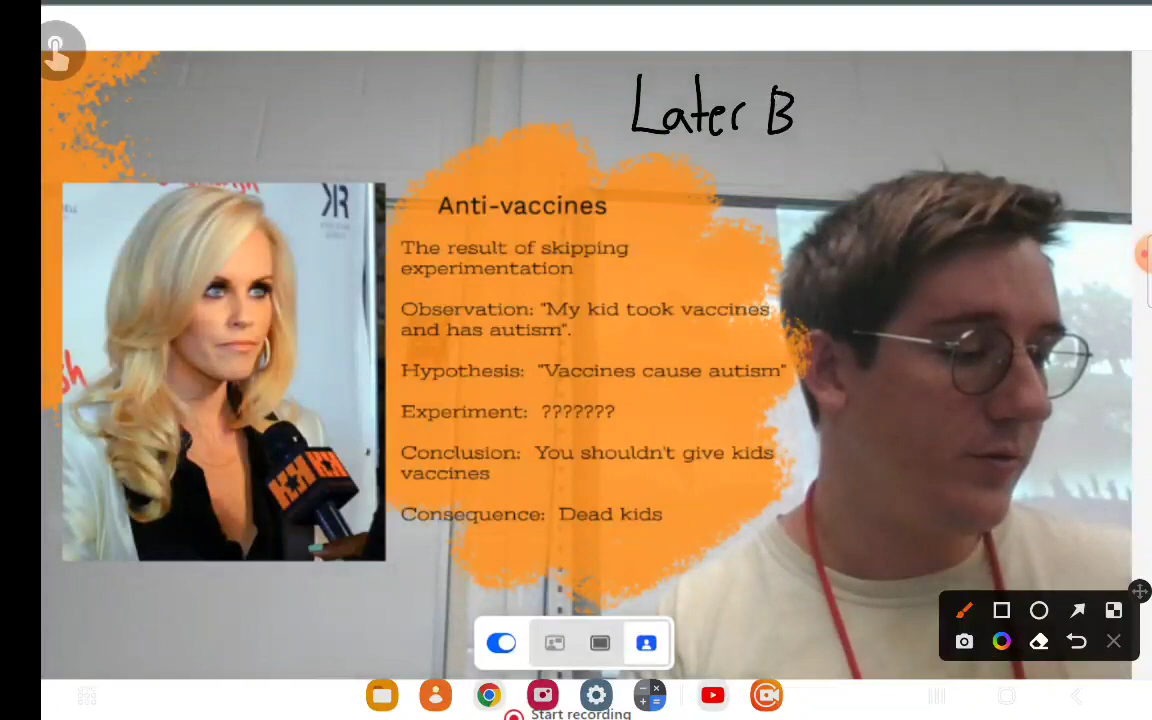 Later B
Anti-vaccines
The result of skipping
experimentation
Observation: "My kid took vaccines
and has autism".
Hypothesis: "Vaccines cause autism"
Experiment: ???????
Conclusion: You shouldn't give kids
vaccines
Consequence: Dead kids
Start recording